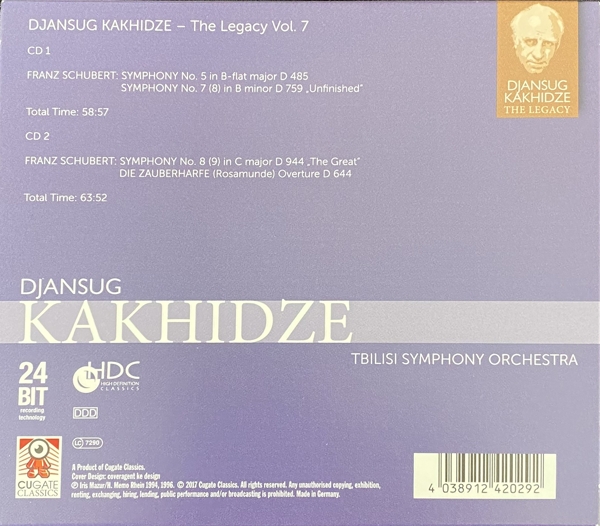 DJANSUG KAKHIDZE – The Legacy Vol. 7
CD 1
FRANZ SCHUBERT: SYMPHONY No. 5 in B-flat major D 485
SYMPHONY No. 7 (8) in B minor D 759 „Unfinished“
Total Time: 58:57
CD 2
FRANZ SCHUBERT: SYMPHONY No. 8 (9) in C major D 944 „The Great“
DIE ZAUBERHARFE (Rosamunde) Overture D 644
Total Time: 63:52
DJANSUG
KAKHIDZE
THE LEGACY
DJANSUG
KAKHIDZE
TBILISI SYMPHONY ORCHESTRA
24
BIT
recording
technology
HDC
HIGH DEFINITION
CLASSICS
DDD
LC 7290
CUGATE
CLASSICS
A Product of Cugate Classics.
Cover Design: coveragent ke design
℗ Iris Mazur/N. Memo Rhein 1994, 1996. © 2017 Cugate Classics. All rights reserved. Any unauthorised copying, exhibition,
renting, exchanging, hiring, lending, public performance and/or broadcasting is prohibited. Made in Germany.
4 038912 420292